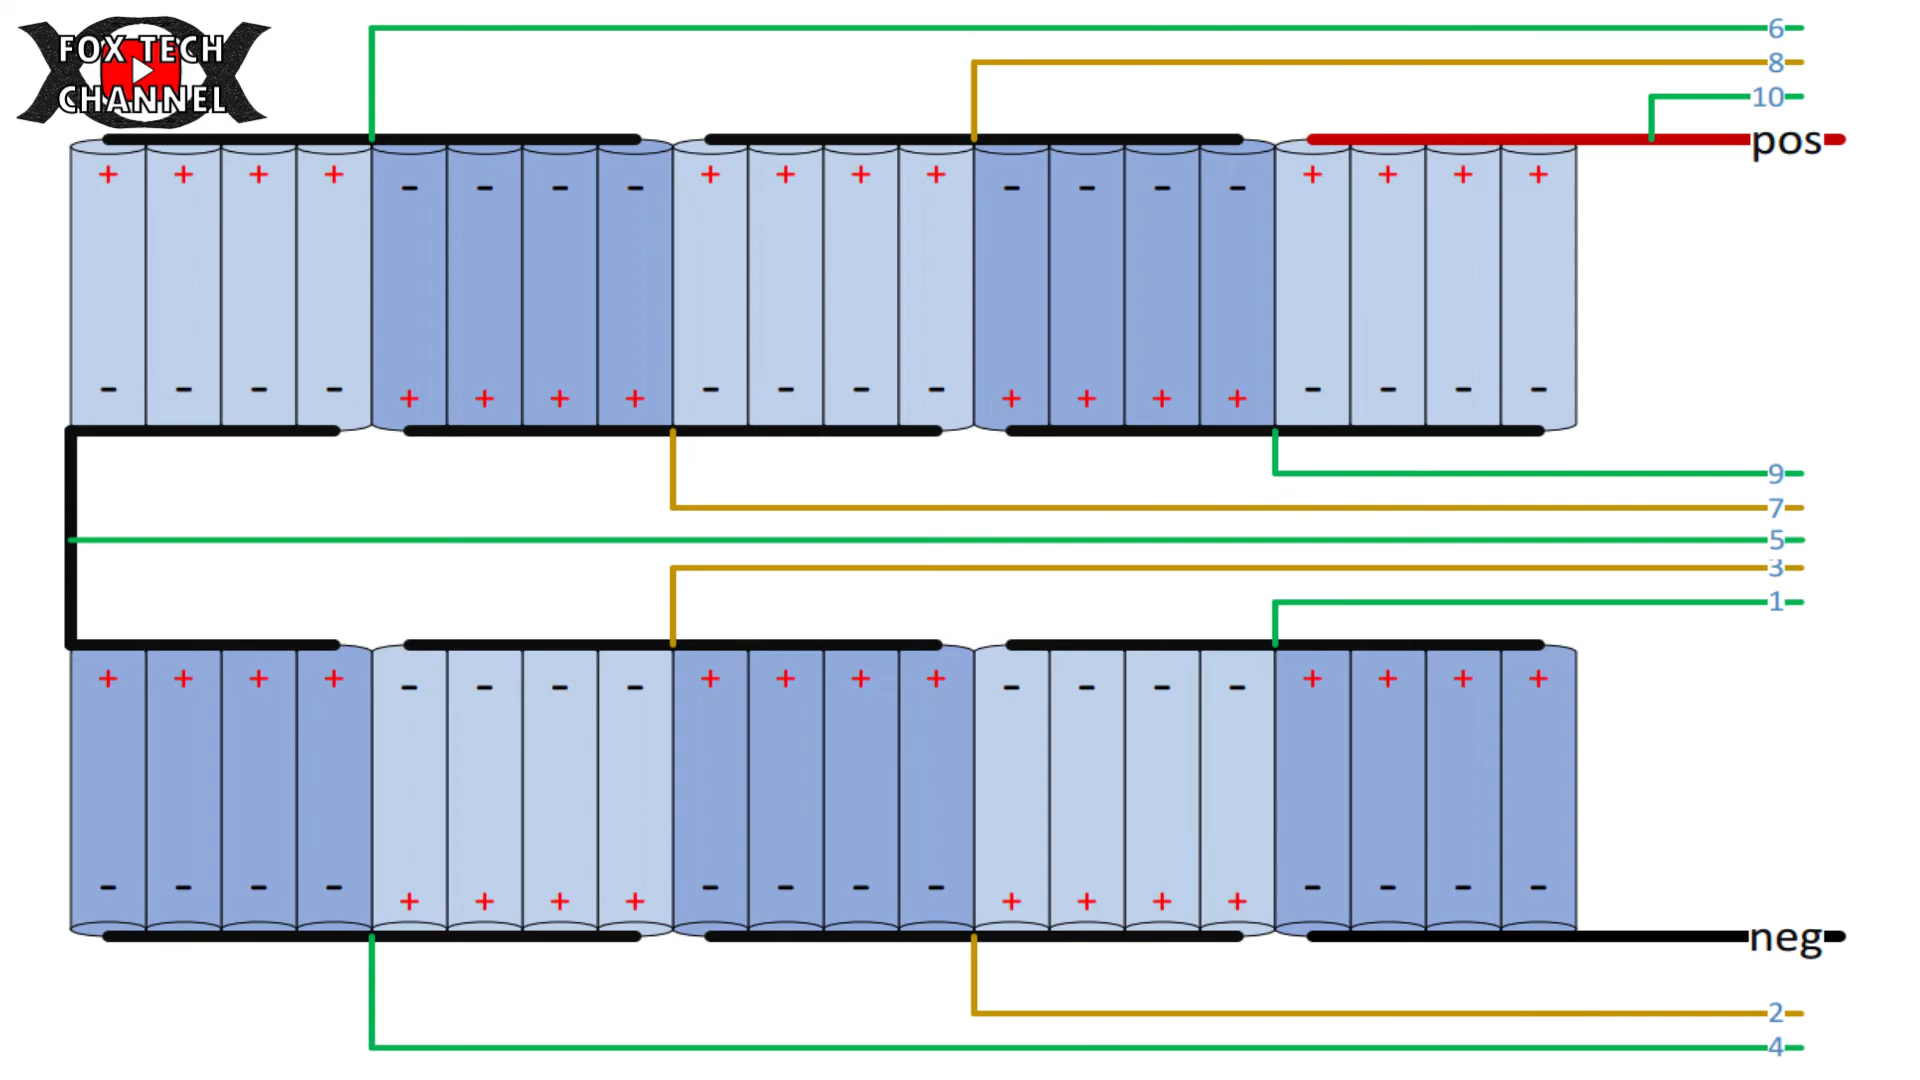 FOX TECH
CHANNEL
6
8
10
pos
+ + + + - - - - + + + + - - - - + + + +
- - - - + + + + - - - - + + + + - - - -
9
7
5
3
1
+ + + + - - - - + + + + - - - - + + + +
- - - - + + + + - - - - + + + + - - - -
neg
2
4